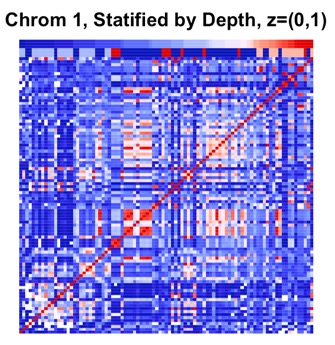 Chrom 1, Statified by Depth, z=(0,1)